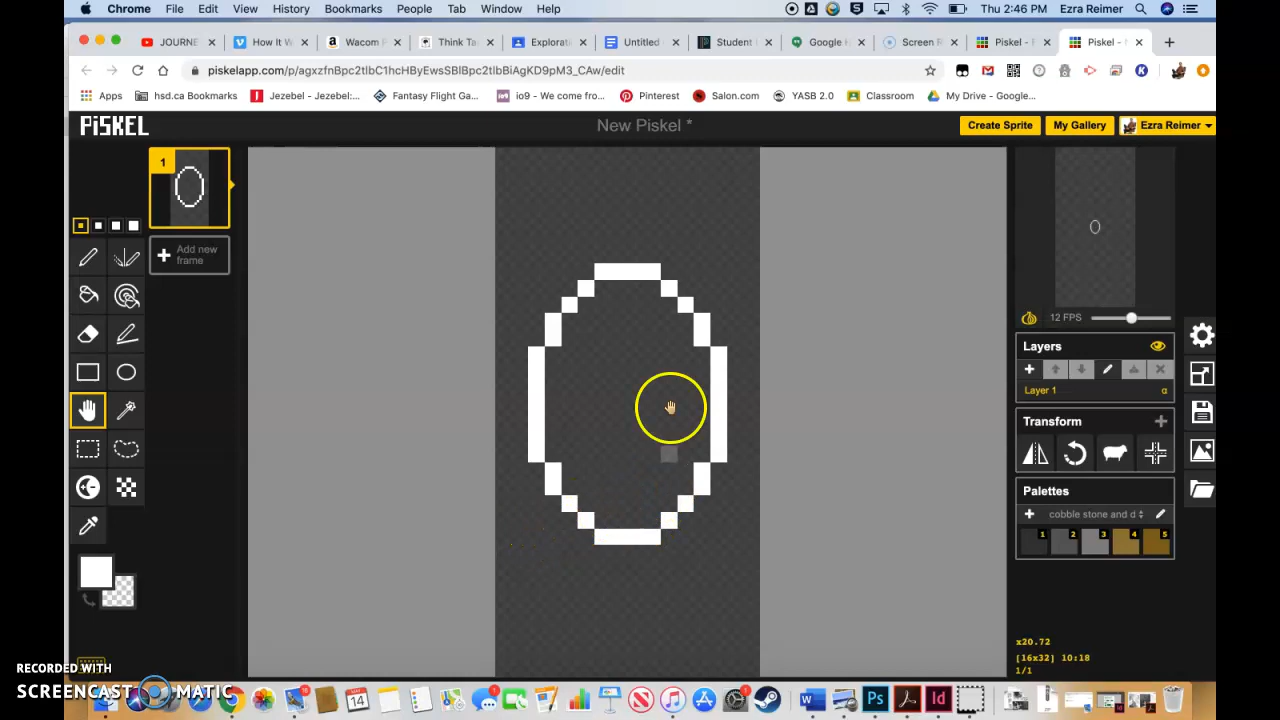 Chrome File Edit View History Bookmarks People Tab Window Help Thu 2:46 PM Ezra Reimer
JOURNE How It W Wacom P Think Ta Explorati Untitled Student Google H Screen R Piskel - Piskel -
piskelapp.com/p/agxzfnBpc2tlbC1hcHByEwsSBlBpc2tlbBiAgKD9pM3_CAw/edit
Apps hsd.ca Bookmarks Jezebel - Jezebel:... Fantasy Flight Ga... io9 - We come fro... Pinterest Salon.com YASB 2.0 Classroom My Drive - Google...
PiSKEL New Piskel * Create Sprite My Gallery Ezra Reimer
1
Add new
frame
12 FPS
Layers
Layer 1 α
Transform
Palettes
cobble stone and d
1 2 3 4 5
x20.72
[16x32] 10:18
1/1
RECORDED WITH
SCREENCAST MATIC